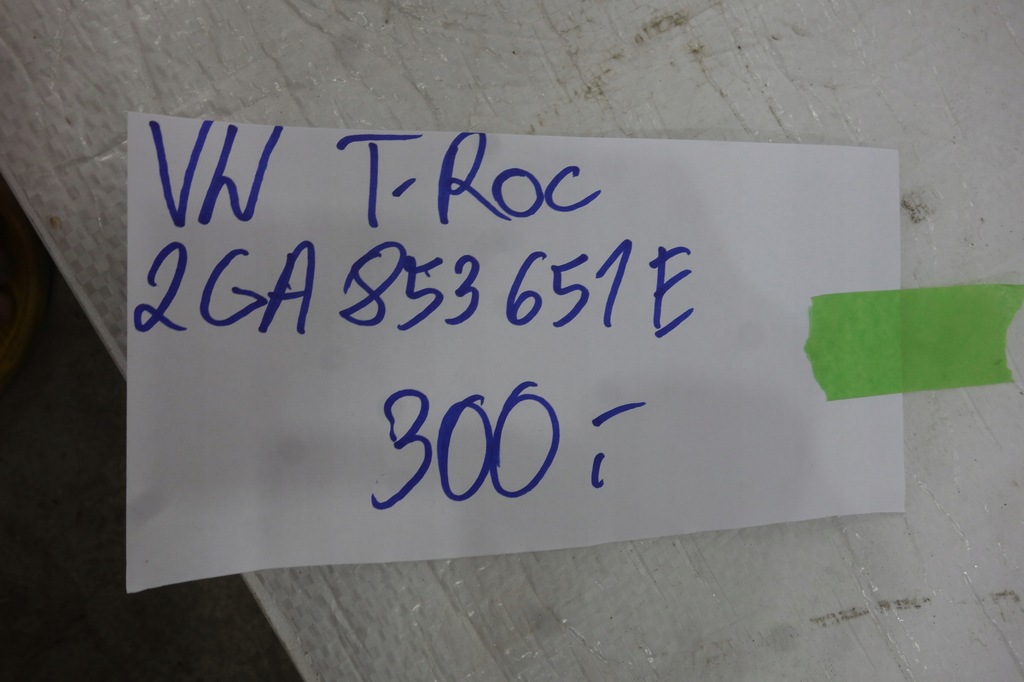 VW T-ROC
2GA 853 651 E
300,-